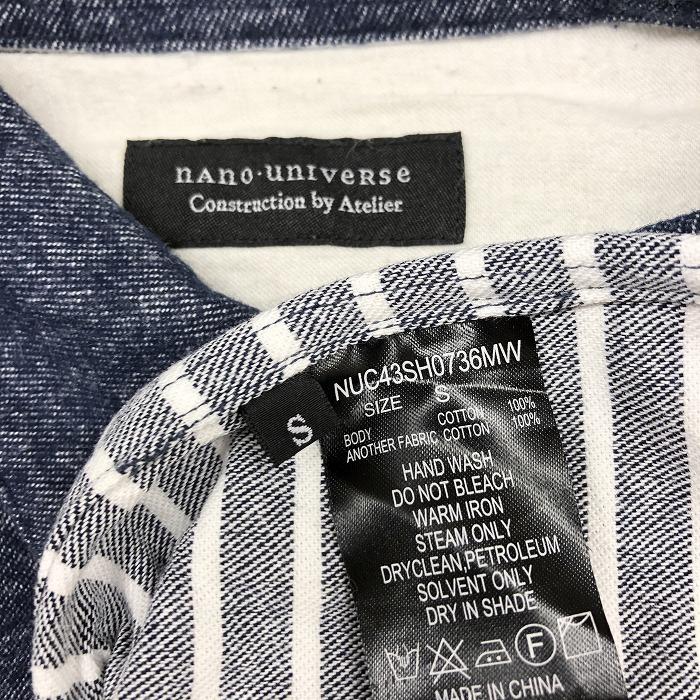 nano·universe
Construction by Atelier
S
NUC43SH0736MW
SIZE S
BODY COTTON 100%
ANOTHER FABRIC COTTON 100%
HAND WASH
DO NOT BLEACH
WARM IRON
STEAM ONLY
DRYCLEAN,PETROLEUM
SOLVENT ONLY
DRY IN SHADE
F
MADE IN CHINA